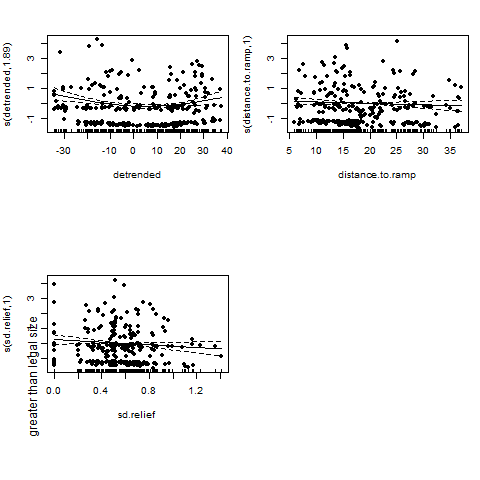 s(detrended,1.89)
3
1
-1
-30 -20 -10 0 10 20 30 40
detrended
s(distance.to.ramp,1)
3
1
-1
5 10 15 20 25 30 35
distance.to.ramp
greater than legal size
s(sd.relief,1)
3
1
-1
0.0 0.4 0.8 1.2
sd.relief